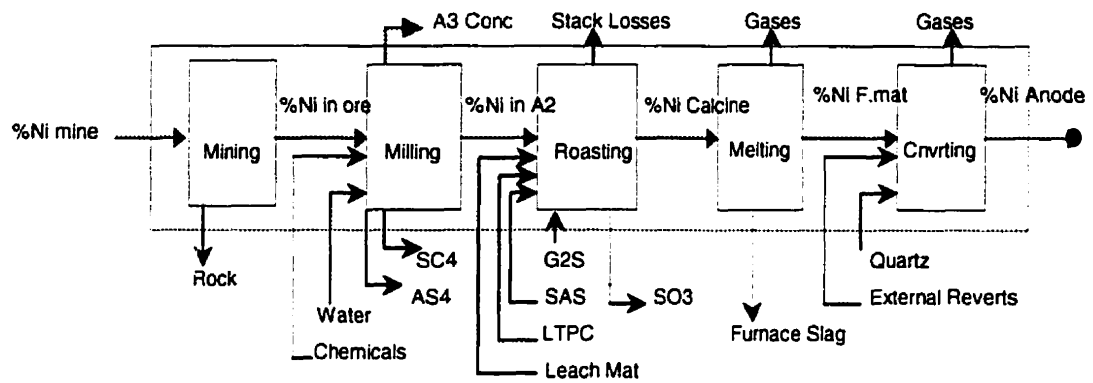 A3 Conc
Stack Losses
Gases
Gases
%Ni mine
%Ni in ore
%Ni in A2
%Ni Calcine
%Ni F.mat
%Ni Anode
Mining
Milling
Roasting
Melting
Cnvrting
Rock
SC4
AS4
Water
Chemicals
G2S
SAS
LTPC
Leach Mat
SO3
Furnace Slag
Quartz
External Reverts